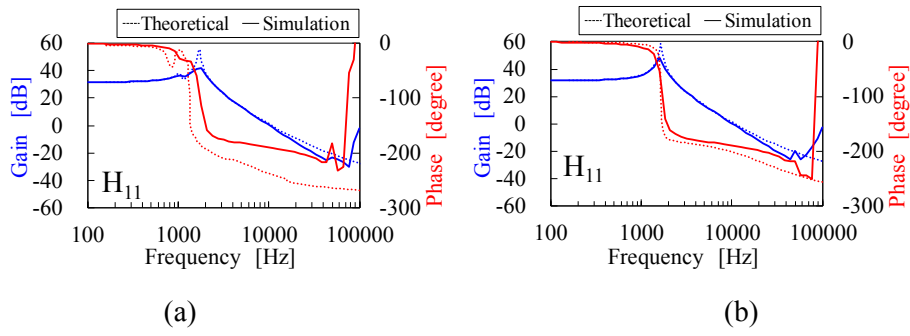 Theoretical Simulation
60
40
20
0
-20
-40
-60
Gain [dB]
0
-100
-200
-300
Phase [degree]
H11
100 1000 10000 100000
Frequency [Hz]
(a)
Theoretical Simulation
60
40
20
0
-20
-40
-60
Gain [dB]
0
-100
-200
-300
Phase [degree]
H11
100 1000 10000 100000
Frequency [Hz]
(b)